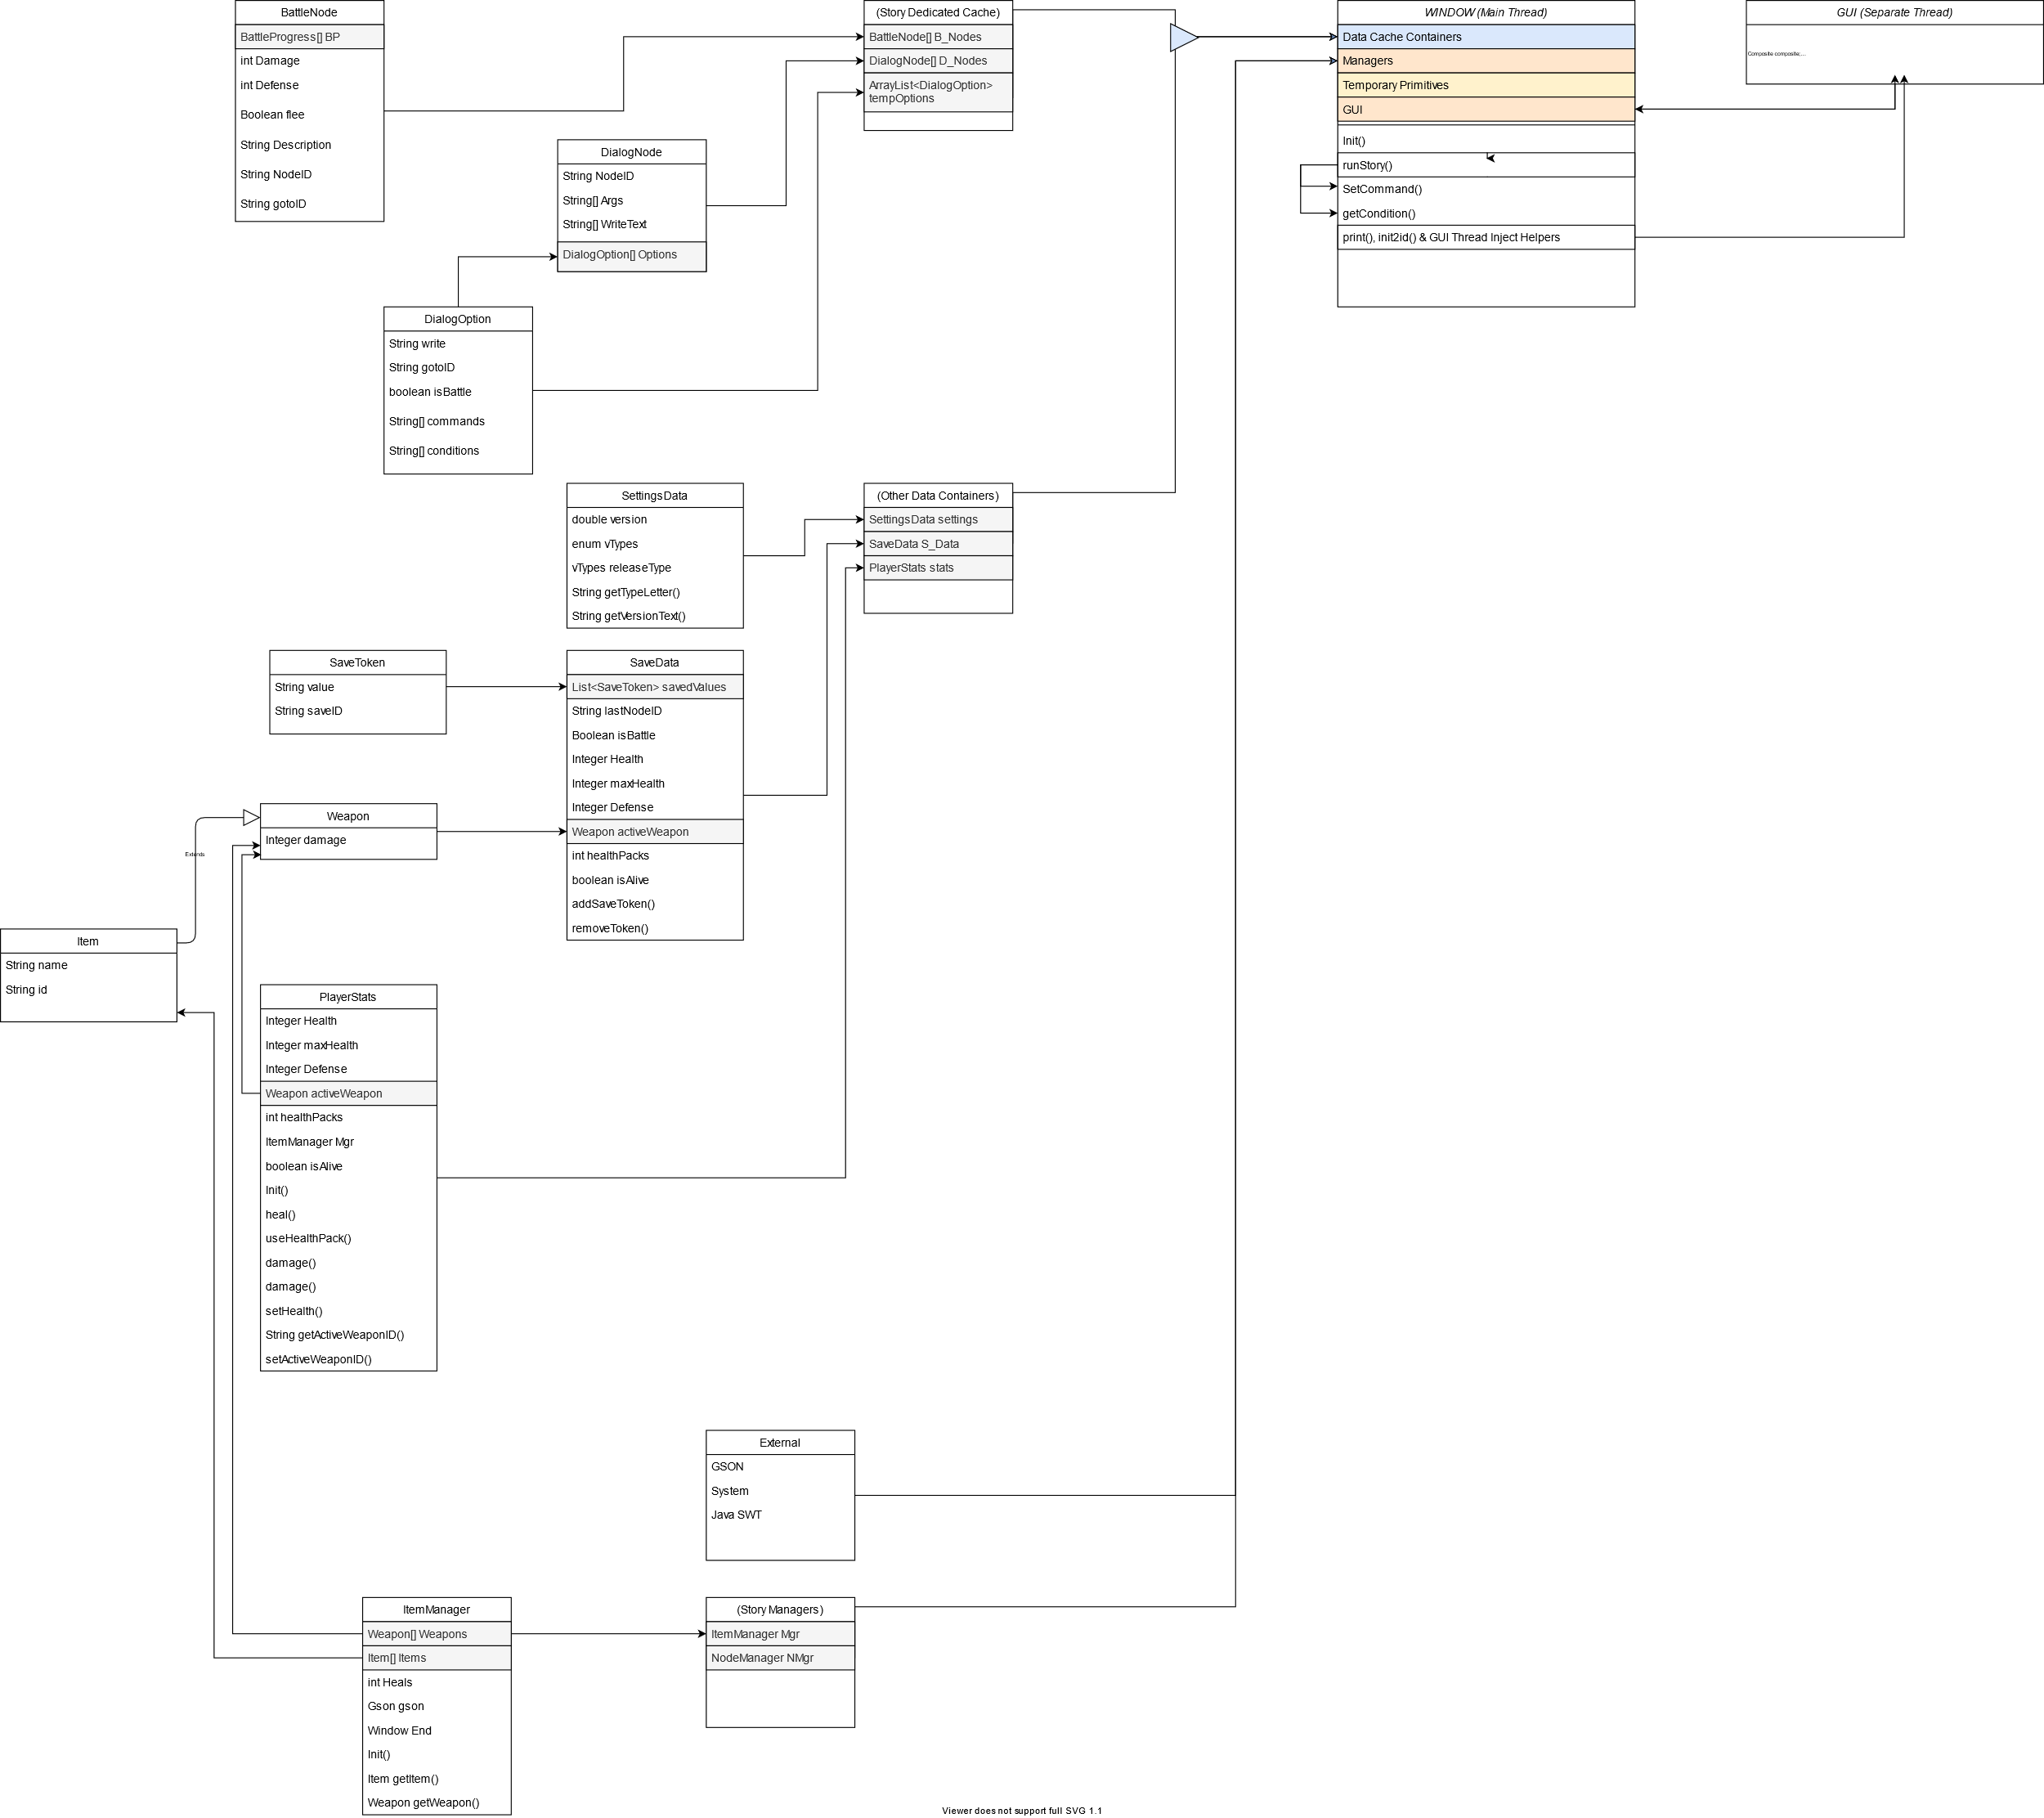 BattleNode
BattleProgress[] BP
int Damage
int Defense
Boolean flee
String Description
String NodeID
String gotoID
DialogNode
String NodeID
String[] Args
String[] WriteText
DialogOption[] Options
DialogOption
String write
String gotoID
boolean isBattle
String[] commands
String[] conditions
(Story Dedicated Cache)
BattleNode[] B_Nodes
DialogNode[] D_Nodes
ArrayList<DialogOption>
tempOptions
WINDOW (Main Thread)
Data Cache Containers
Managers
Temporary Primitives
GUI
Init()
runStory()
SetCommand()
getCondition()
print(), init2id() & GUI Thread Inject Helpers
GUI (Separate Thread)
Composite composite;...
SettingsData
double version
enum vTypes
vTypes releaseType
String getTypeLetter()
String getVersionText()
(Other Data Containers)
SettingsData settings
SaveData S_Data
PlayerStats stats
SaveToken
String value
String saveID
SaveData
List<SaveToken> savedValues
String lastNodeID
Boolean isBattle
Integer Health
Integer maxHealth
Integer Defense
Weapon activeWeapon
int healthPacks
boolean isAlive
addSaveToken()
removeToken()
Weapon
Integer damage
Extends
Item
String name
String id
PlayerStats
Integer Health
Integer maxHealth
Integer Defense
Weapon activeWeapon
int healthPacks
ItemManager Mgr
boolean isAlive
Init()
heal()
useHealthPack()
damage()
damage()
setHealth()
String getActiveWeaponID()
setActiveWeaponID()
External
GSON
System
Java SWT
ItemManager
Weapon[] Weapons
Item[] Items
int Heals
Gson gson
Window End
Init()
Item getItem()
Weapon getWeapon()
(Story Managers)
ItemManager Mgr
NodeManager NMgr
Viewer does not support full SVG 1.1